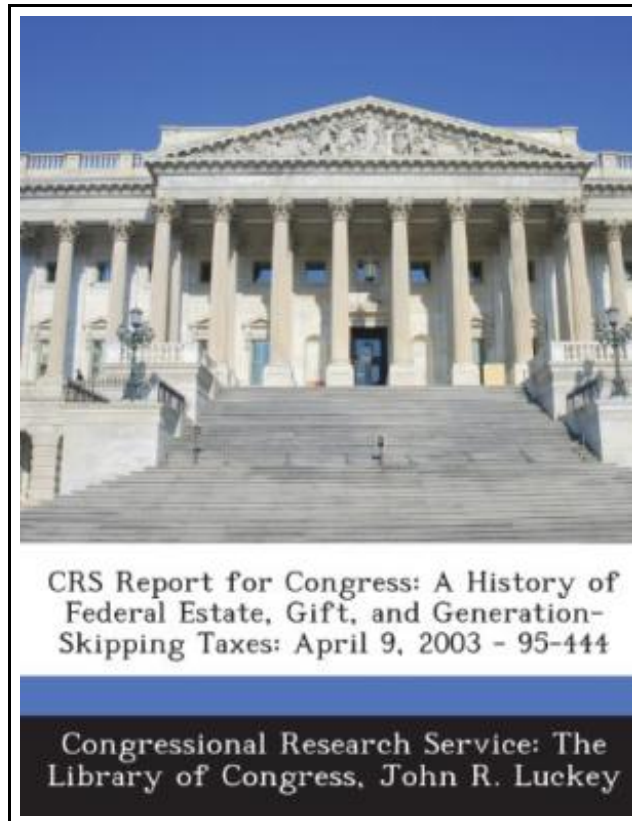 CRS Report for Congress: A History of
Federal Estate, Gift, and Generation-
Skipping Taxes: April 9, 2003 - 95-444
Congressional Research Service: The
Library of Congress, John R. Luckey